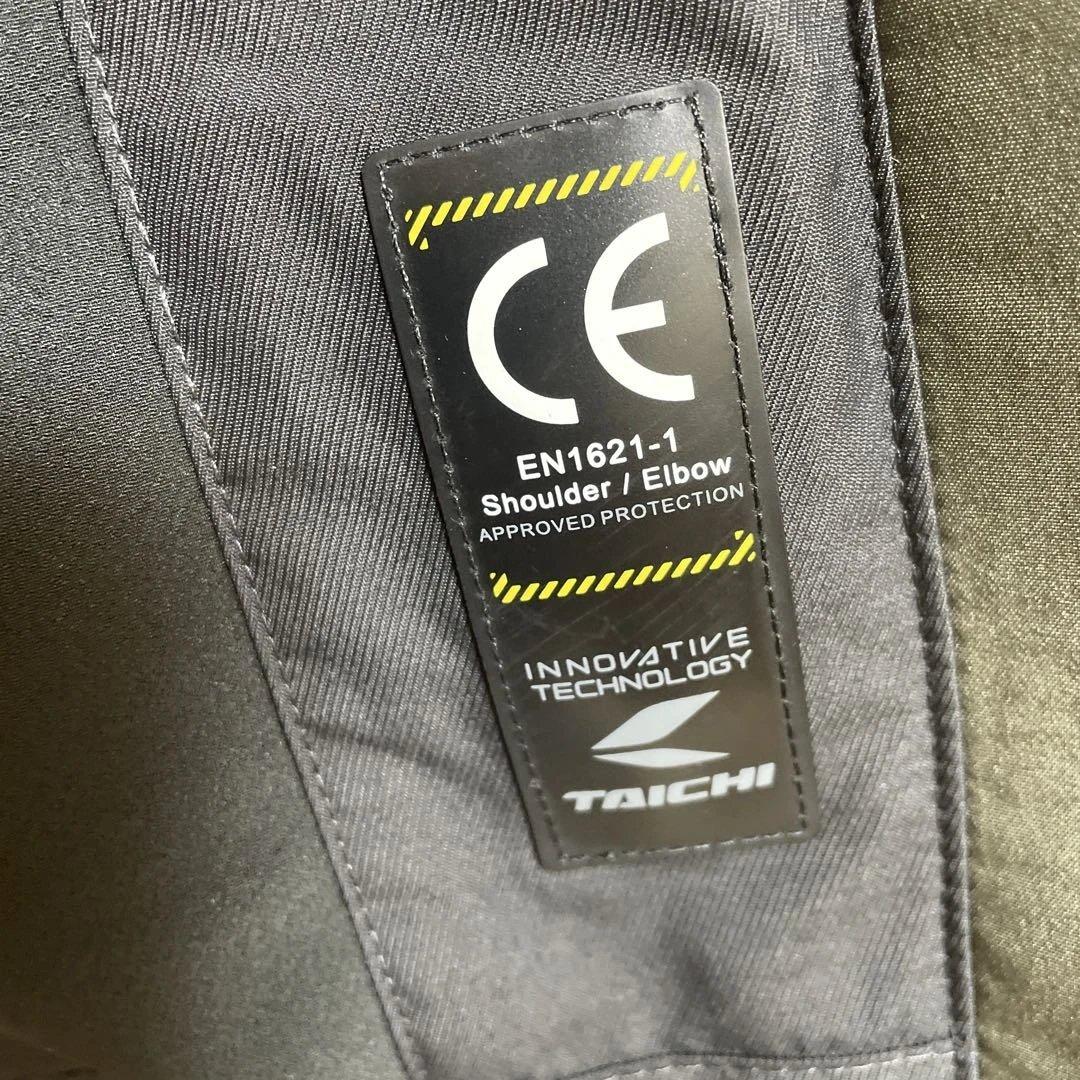 CE
EN1621-1
Shoulder / Elbow
APPROVED PROTECTION
INNOVATIVE
TECHNOLOGY
TAICHI